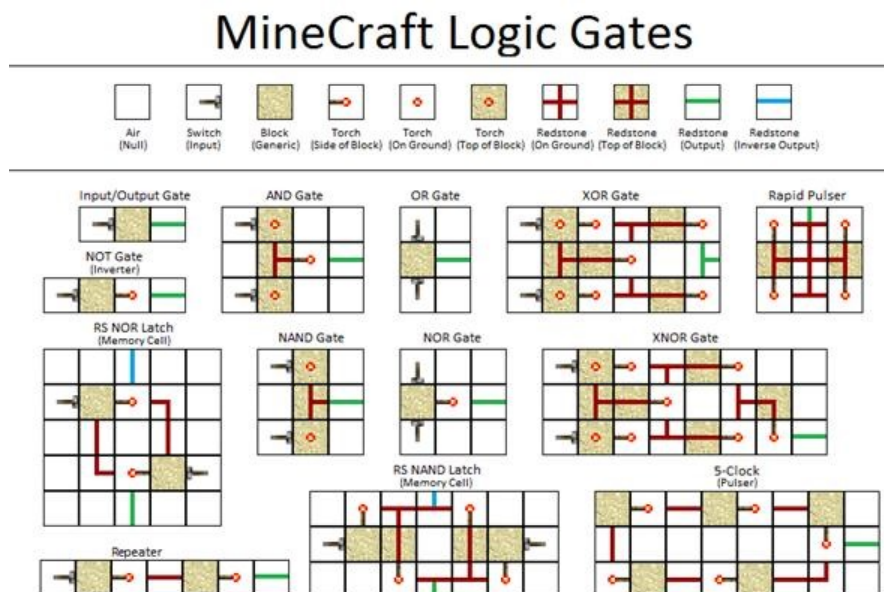 MineCraft Logic Gates
Air
(Null)
Switch
(Input)
Block
(Generic)
Torch
(Side of Block)
Torch
(On Ground)
Torch
(Top of Block)
Redstone
(On Ground)
Redstone
(Top of Block)
Redstone
(Output)
Redstone
(Inverse Output)
Input/Output Gate
AND Gate
OR Gate
XOR Gate
Rapid Pulser
NOT Gate
(Inverter)
RS NOR Latch
(Memory Cell)
NAND Gate
NOR Gate
XNOR Gate
RS NAND Latch
(Memory Cell)
5-Clock
(Pulser)
Repeater